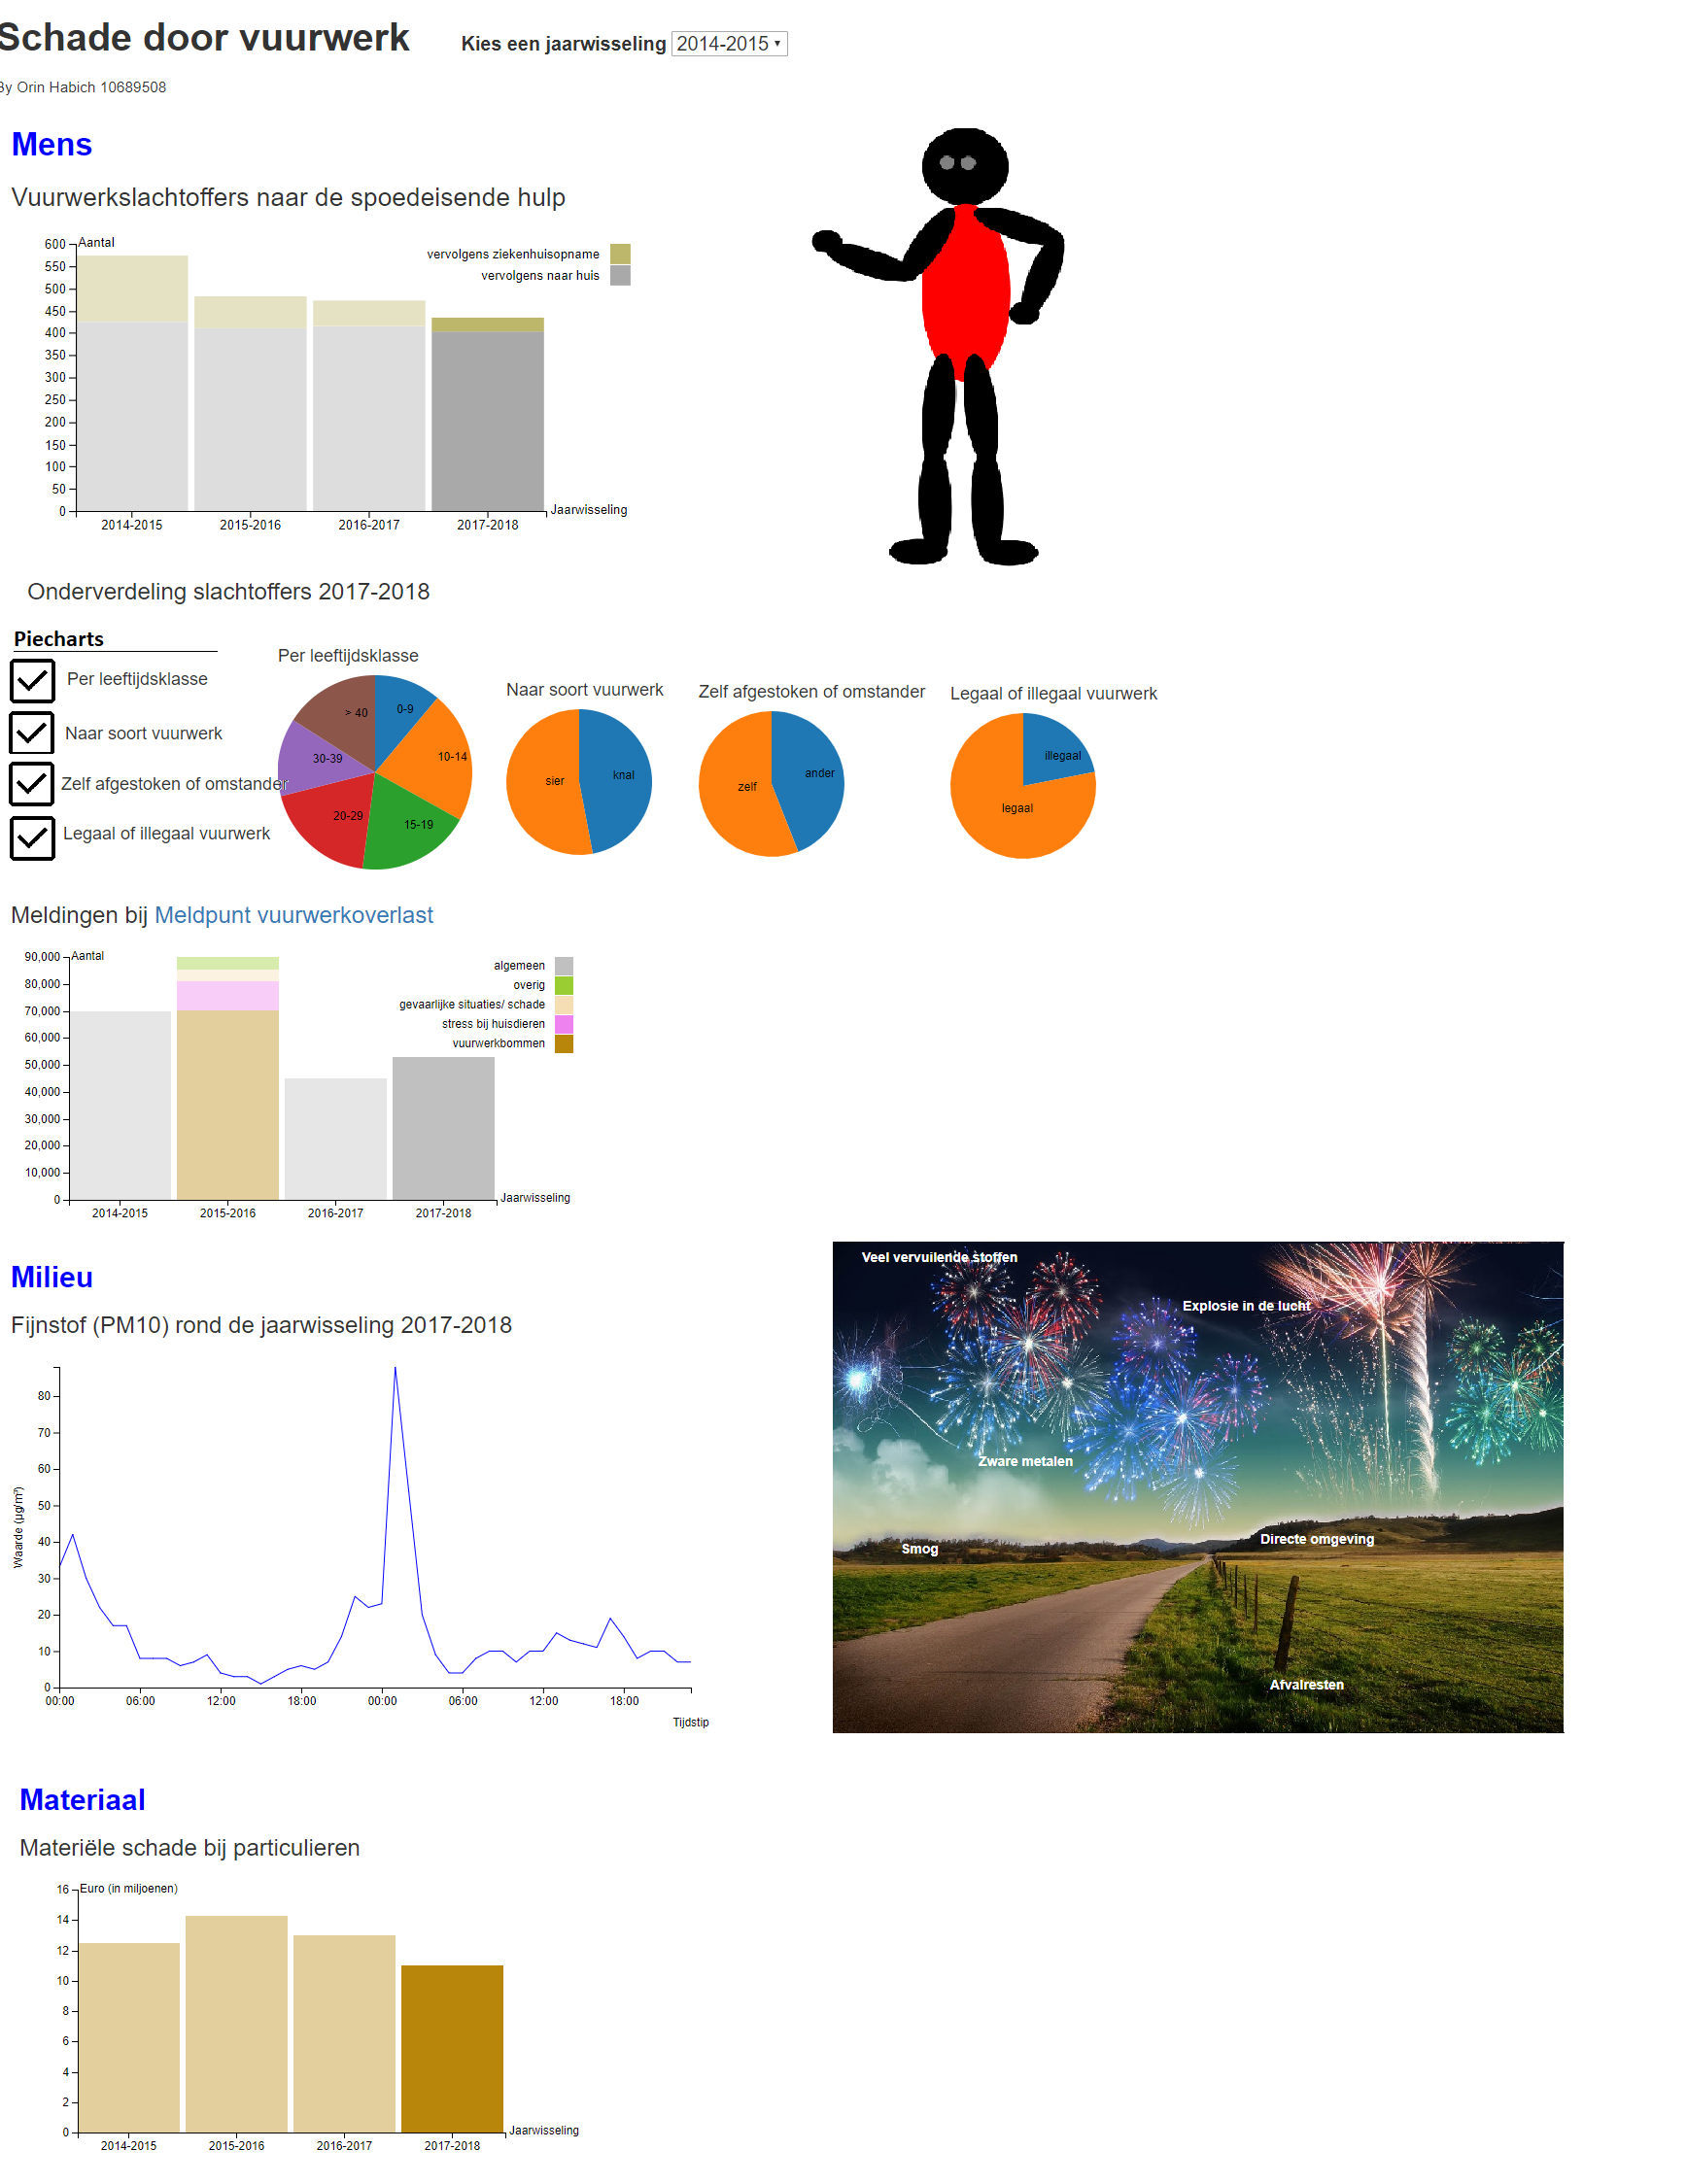 Schade door vuurwerk
Kies een jaarwisseling 2014-2015
By Orin Habich 10689508
Mens
Vuurwerkslachtoffers naar de spoedeisende hulp
Aantal
600
550
500
450
400
350
300
250
200
150
100
50
0
vervolgens ziekenhuisopname
vervolgens naar huis
Jaarwisseling
2014-2015 2015-2016 2016-2017 2017-2018
Onderverdeling slachtoffers 2017-2018
Piecharts
Per leeftijdsklasse
Naar soort vuurwerk
Zelf afgestoken of omstander
Legaal of illegaal vuurwerk
Per leeftijdsklasse
> 40
0-9
30-39
10-14
20-29
15-19
Naar soort vuurwerk
sier
knal
Zelf afgestoken of omstander
zelf
ander
Legaal of illegaal vuurwerk
illegaal
legaal
Meldingen bij Meldpunt vuurwerkoverlast
Aantal
90,000
80,000
70,000
60,000
50,000
40,000
30,000
20,000
10,000
0
algemeen
overig
gevaarlijke situaties/ schade
stress bij huisdieren
vuurwerkbommen
Jaarwisseling
2014-2015 2015-2016 2016-2017 2017-2018
Milieu
Fijnstof (PM10) rond de jaarwisseling 2017-2018
Waarde (µg/m³)
80
70
60
50
40
30
20
10
0
00:00 06:00 12:00 18:00 00:00 06:00 12:00 18:00
Tijdstip
Veel vervuilende stoffen
Explosie in de lucht
Zware metalen
Directe omgeving
Smog
Afvalresten
Materiaal
Materiële schade bij particulieren
Euro (in miljoenen)
16
14
12
10
8
6
4
2
0
Jaarwisseling
2014-2015 2015-2016 2016-2017 2017-2018